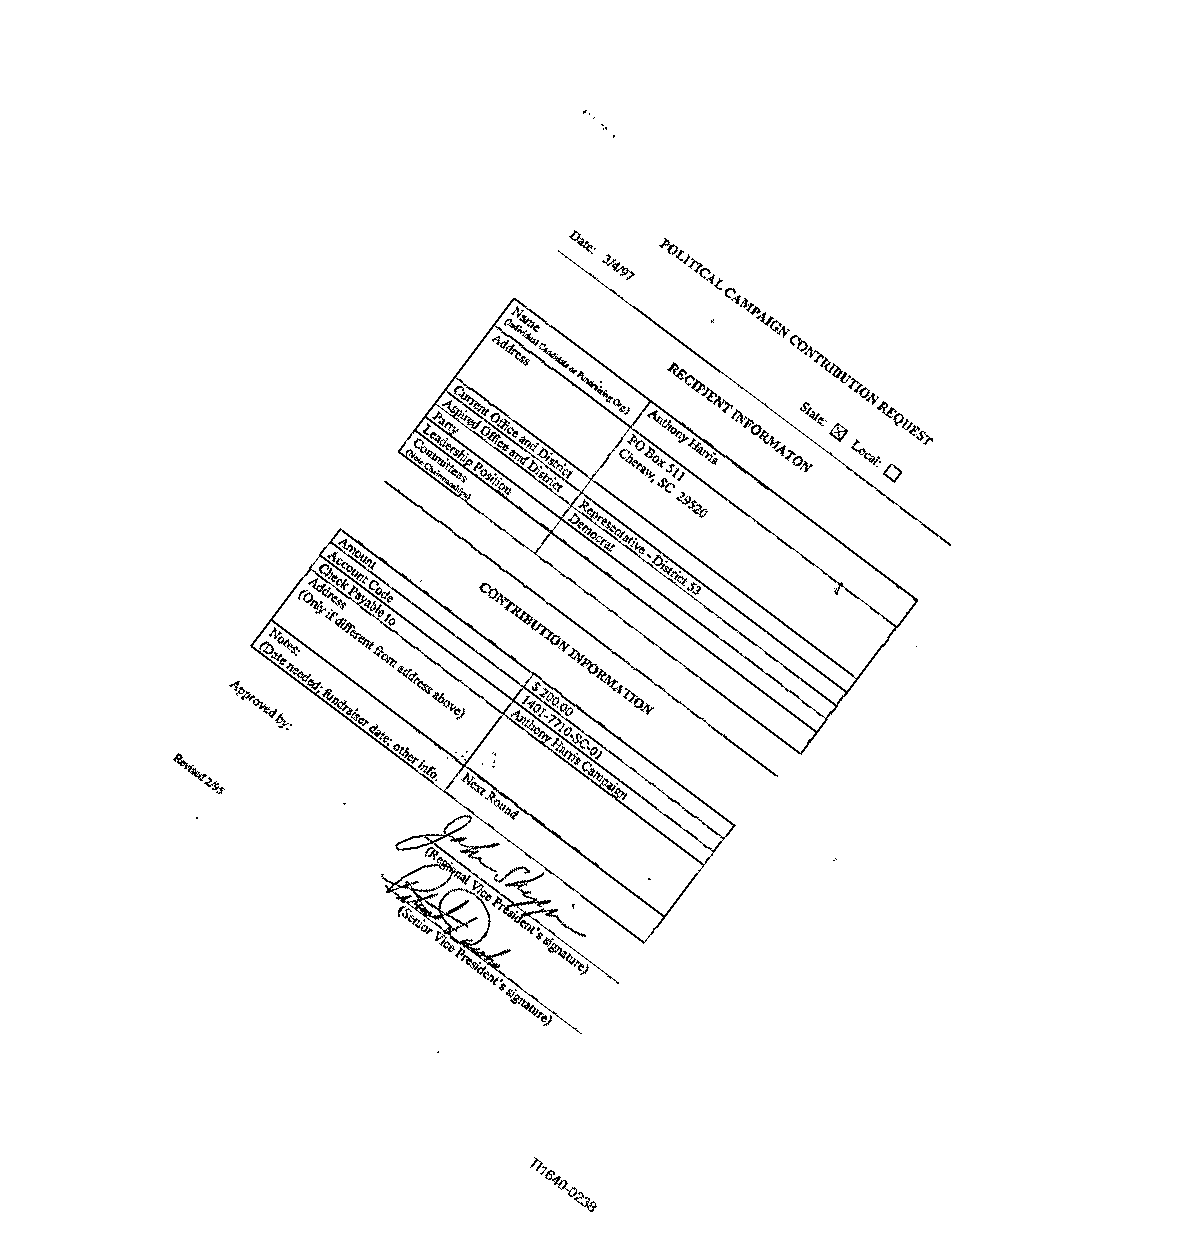 POLITICAL CAMPAIGN CONTRIBUTION REQUEST
Date: 3/4/97
State: ☒ Local: ☐
RECIPIENT INFORMATON
Name Anthony Harris
(Individual Candidate or Fundraising Org)
Address PO Box 511
Cheraw, SC 29520
Current Office and District
Aspired Office and District Representative - District 53
Party Democrat
Leadership Position
Committees
CONTRIBUTION INFORMATION
Amount $ 200.00
Account Code 1401-7710-SC-01
Check Payable to Anthony Harris Campaign
Address
(Only if different from address above)
Notes: Next Round
(Date needed; fundraiser date; other info.
Approved by:
(Regional Vice President's signature)
(Senior Vice President's signature)
Revised 2/95
TI1640-0238